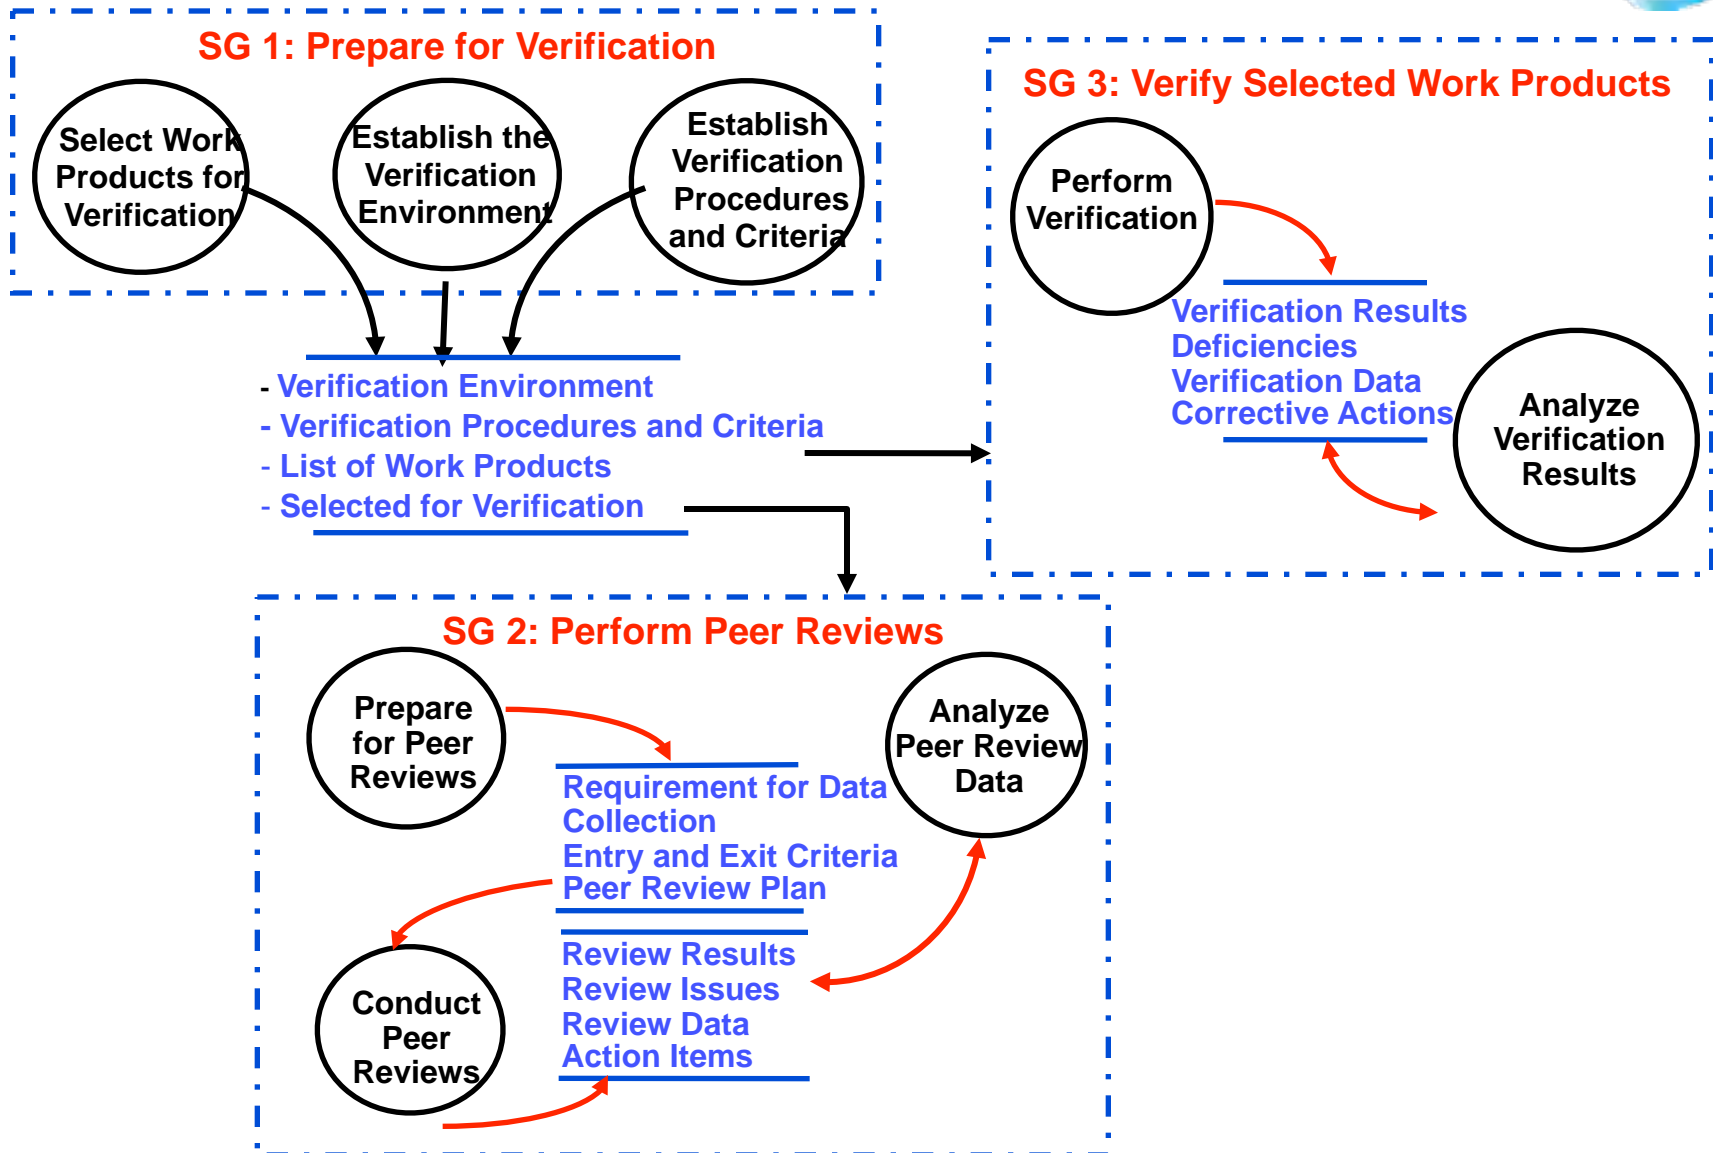 SG 1: Prepare for Verification
Select Work
Products for
Verification
Establish the
Verification
Environment
Establish
Verification
Procedures
and Criteria
- Verification Environment
- Verification Procedures and Criteria
- List of Work Products
- Selected for Verification
SG 3: Verify Selected Work Products
Perform
Verification
Verification Results
Deficiencies
Verification Data
Corrective Actions
Analyze
Verification
Results
SG 2: Perform Peer Reviews
Prepare
for Peer
Reviews
Analyze
Peer Review
Data
Requirement for Data
Collection
Entry and Exit Criteria
Peer Review Plan
Conduct
Peer
Reviews
Review Results
Review Issues
Review Data
Action Items